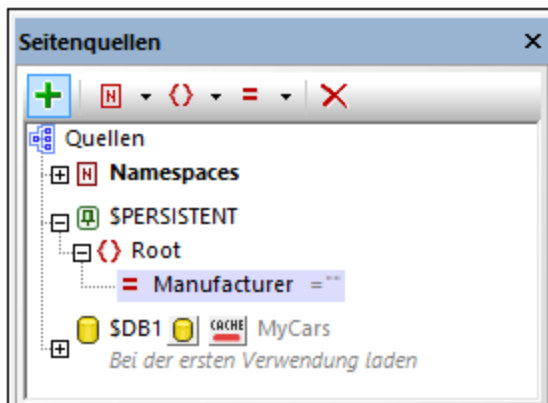 Seitenquellen
Quellen
N Namespaces
$PERSISTENT
{} Root
= Manufacturer =""
$DB1 CACHE MyCars
Bei der ersten Verwendung laden